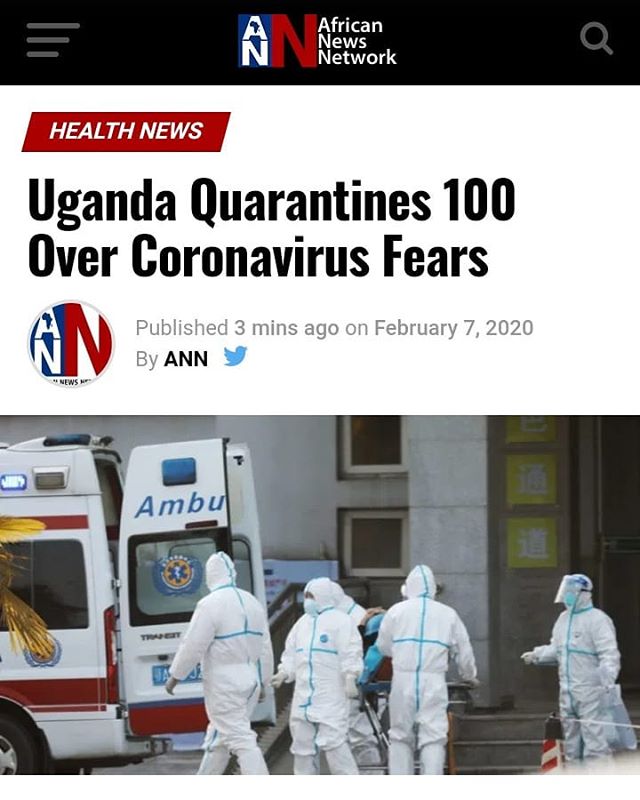 African
AN News
Network
HEALTH NEWS
Uganda Quarantines 100
Over Coronavirus Fears
AN
Published 3 mins ago on February 7, 2020
By ANN
Ambu
TRANSIT
通
道